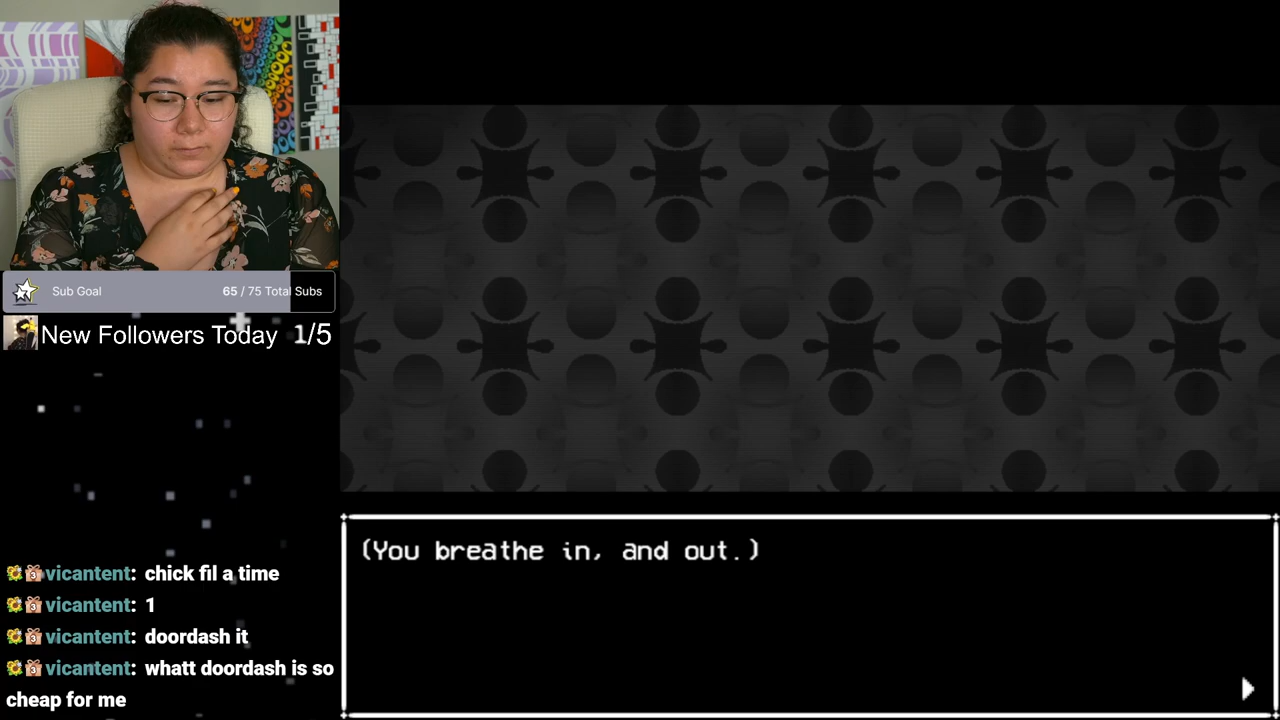 Sub Goal 65 / 75 Total Subs
New Followers Today 1/5
vicantent: chick fil a time
vicantent: 1
vicantent: doordash it
vicantent: whatt doordash is so
cheap for me
(You breathe in, and out.)